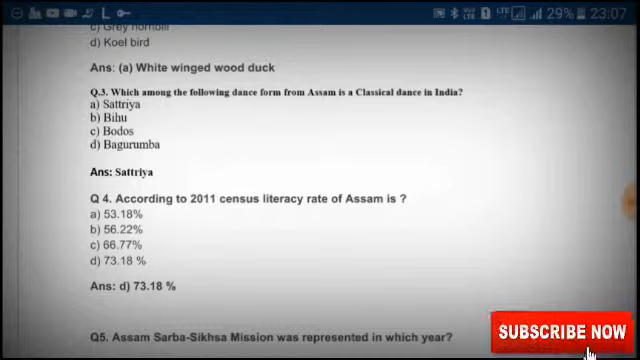 29% 23:07
c) Grey hornbill
d) Koel bird
Ans: (a) White winged wood duck
Q.3. Which among the following dance form from Assam is a Classical dance in India?
a) Sattriya
b) Bihu
c) Bodos
d) Bagurumba
Ans: Sattriya
Q 4. According to 2011 census literacy rate of Assam is ?
a) 53.18%
b) 56.22%
c) 66.77%
d) 73.18 %
Ans: d) 73.18 %
Q5. Assam Sarba-Sikhsa Mission was represented in which year?
SUBSCRIBE NOW